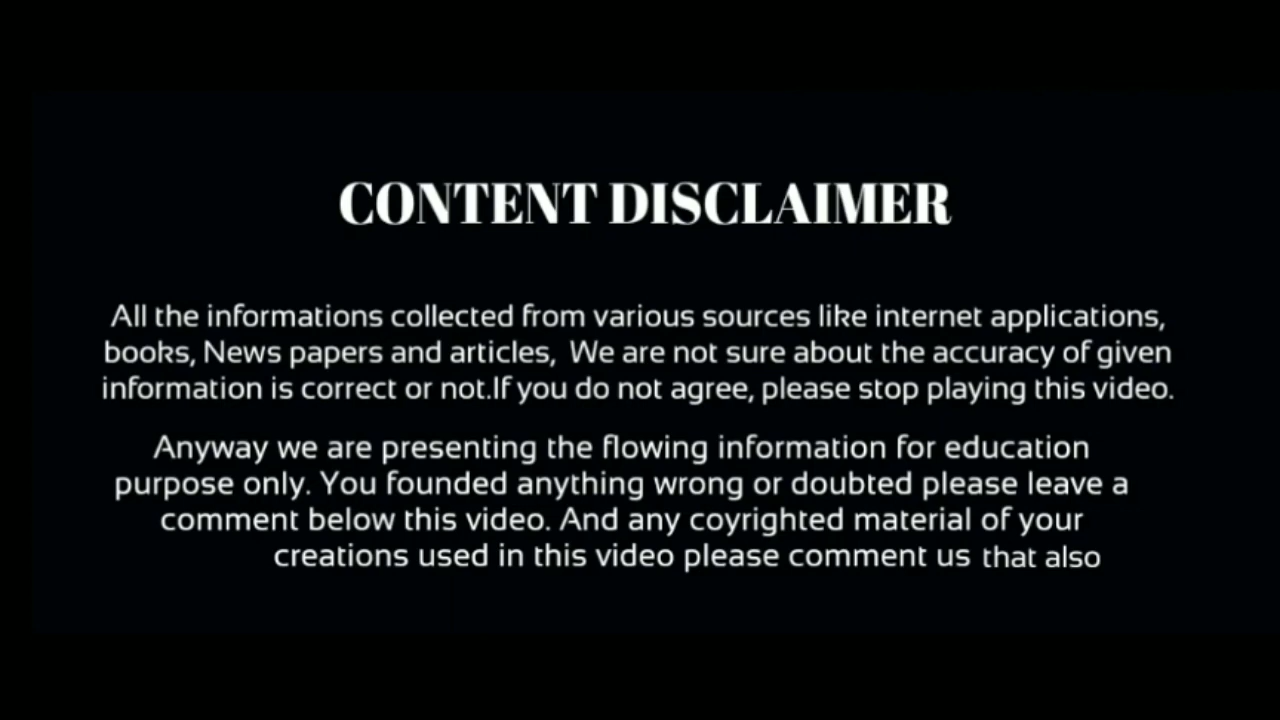 CONTENT DISCLAIMER
All the informations collected from various sources like internet applications,
books, News papers and articles, We are not sure about the accuracy of given
information is correct or not.If you do not agree, please stop playing this video.
Anyway we are presenting the flowing information for education
purpose only. You founded anything wrong or doubted please leave a
comment below this video. And any coyrighted material of your
creations used in this video please comment us that also